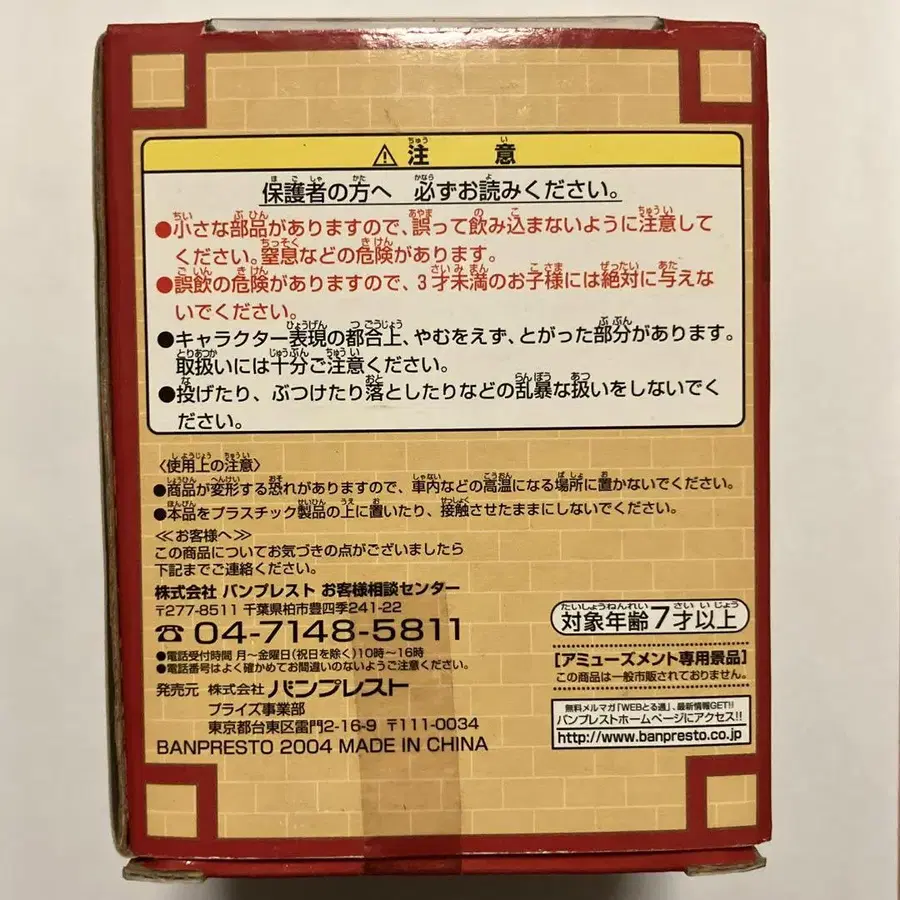 ⚠注意
保護者の方へ 必ずお読みください。
●小さな部品がありますので、誤って飲み込まないように注意して
ください。窒息などの危険があります。
●誤飲の危険がありますので、3才未満のお子様には絶対に与えな
いでください。
●キャラクター表現の都合上、やむをえず、とがった部分があります。
取扱いには十分ご注意ください。
●投げたり、ぶつけたり落としたりなどの乱暴な扱いをしないでく
ださい。
〈使用上の注意〉
●商品が変形する恐れがありますので、車内などの高温になる場所に置かないでください。
●本品をプラスチック製品の上に置いたり、接触させたままにしないでください。
≪お客様へ≫
この商品についてお気づきの点がございましたら
下記までご連絡ください。
株式会社 バンプレスト お客様相談センター
〒277-8511 千葉県柏市豊四季241-22
☎ 04-7148-5811
●電話受付時間 月～金曜日(祝日を除く)10時～16時
●電話番号はよく確かめてお間違いのないようご注意ください。
発売元 株式会社 バンプレスト
プライズ事業部
東京都台東区雷門2-16-9 〒111-0034
BANPRESTO 2004 MADE IN CHINA
対象年齢7才以上
[アミューズメント専用景品]
この商品は一般市販されておりません。
無料メルマガ「WEBとる通」、最新情報GET!!
バンプレストホームページにアクセス!!
http://www.banpresto.co.jp